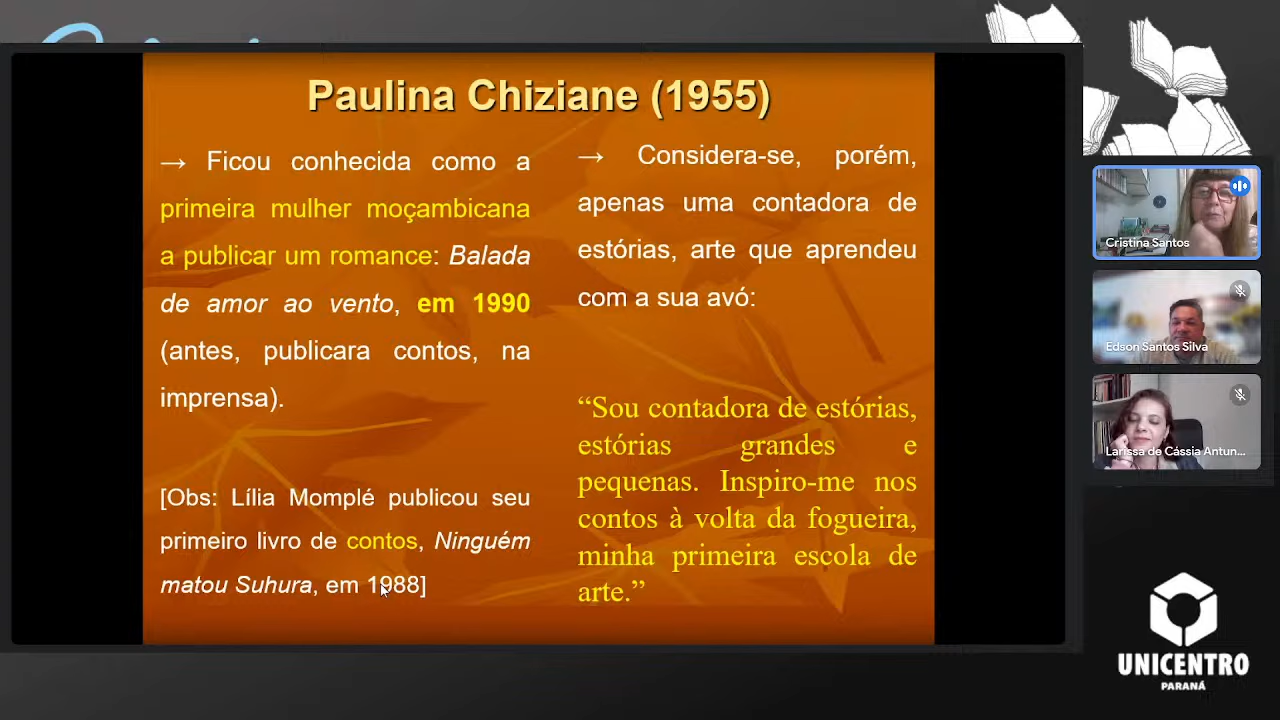 Paulina Chiziane (1955)
→ Ficou conhecida como a
primeira mulher moçambicana
a publicar um romance: Balada
de amor ao vento, em 1990
(antes, publicara contos, na
imprensa).
[Obs: Lília Momplé publicou seu
primeiro livro de contos, Ninguém
matou Suhura, em 1988]
→ Considera-se, porém,
apenas uma contadora de
estórias, arte que aprendeu
com a sua avó:
“Sou contadora de estórias,
estórias grandes e
pequenas. Inspiro-me nos
contos à volta da fogueira,
minha primeira escola de
arte.”
Cristina Santos
Edson Santos Silva
Larissa de Cássia Antun...
UNICENTRO
PARANÁ